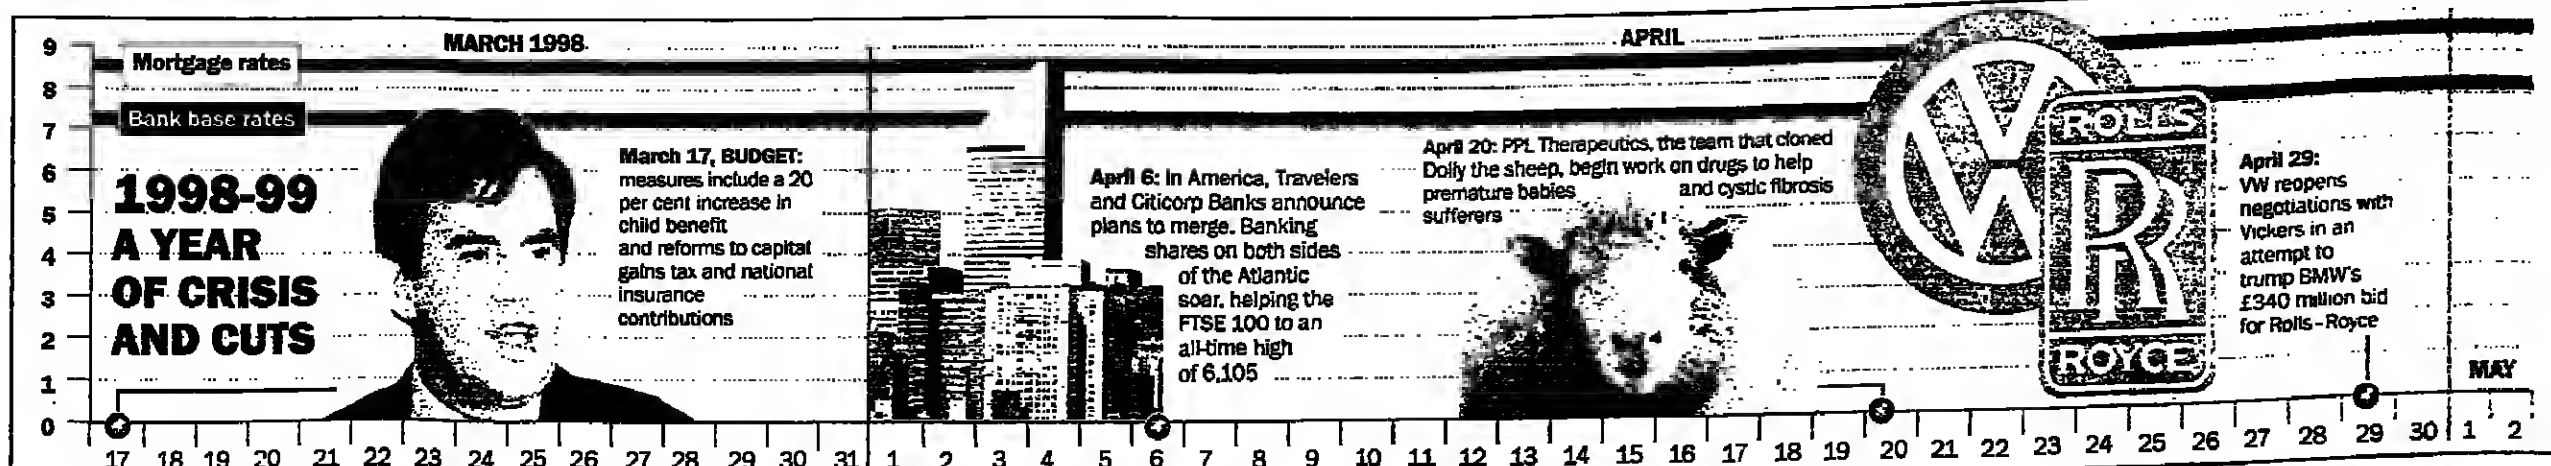 MARCH 1998
APRIL
9
8
7
6
5
4
3
2
1
0
Mortgage rates
Bank base rates
1998-99
A YEAR
OF CRISIS
AND CUTS
March 17, BUDGET:
measures include a 20
per cent increase in
child benefit
and reforms to capital
gains tax and national
insurance
contributions
April 6: In America, Travelers
and Citicorp Banks announce
plans to merge. Banking
shares on both sides
of the Atlantic
soar, helping the
FTSE 100 to an
all-time high
of 6,105
April 20: PPL Therapeutics, the team that cloned
Dolly the sheep, begin work on drugs to help
premature babies and cystic fibrosis
sufferers
VW
ROLLS
RR
ROYCE
April 29:
VW reopens
negotiations with
Vickers in an
attempt to
trump BMW's
£340 million bid
for Rolls-Royce
MAY
17 18 19 20 21 22 23 24 25 26 27 28 29 30 31 1 2 3 4 5 6 7 8 9 10 11 12 13 14 15 16 17 18 19 20 21 22 23 24 25 26 27 28 29 30 1 2